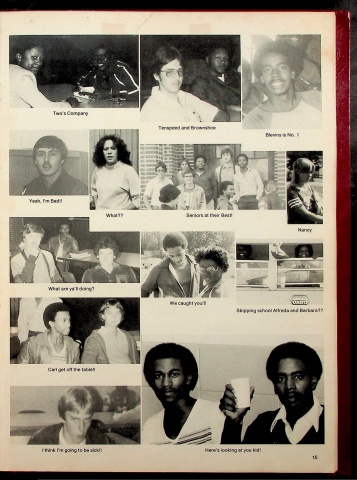 Two's Company
Tenspeed and Brownshoe
Blevins is No. 1
Yeah, I'm Bad!!
What??
Seniors at their Best!
Nancy
What are ya'll doing?
We caught you!!!
Skipping school Alfreda and Barbara??
Carl get off the table!!
I think I'm going to be sick!!
Here's looking at you kid!
15